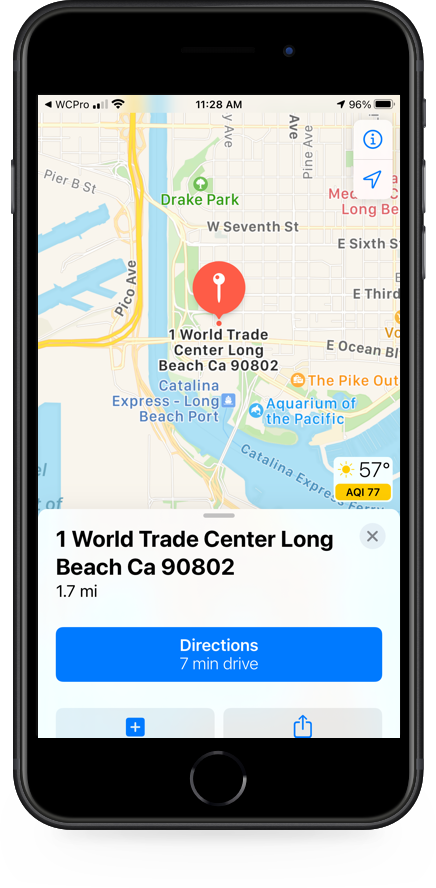 ◀ WCPro
11:28 AM
96%
y Ave
Ave
Pine Ave
Pier B St
Drake Park
Long Be
W Seventh St
E Sixth S
Pico Ave
E Third
1 World Trade
Center Long
Beach Ca 90802
Vo
E Ocean Bl
The Pike Out
Catalina
Express - Long
Beach Port
Aquarium of
the Pacific
Catalina Express Ferry
57°
AQI 77
1 World Trade Center Long
Beach Ca 90802
1.7 mi
Directions
7 min drive